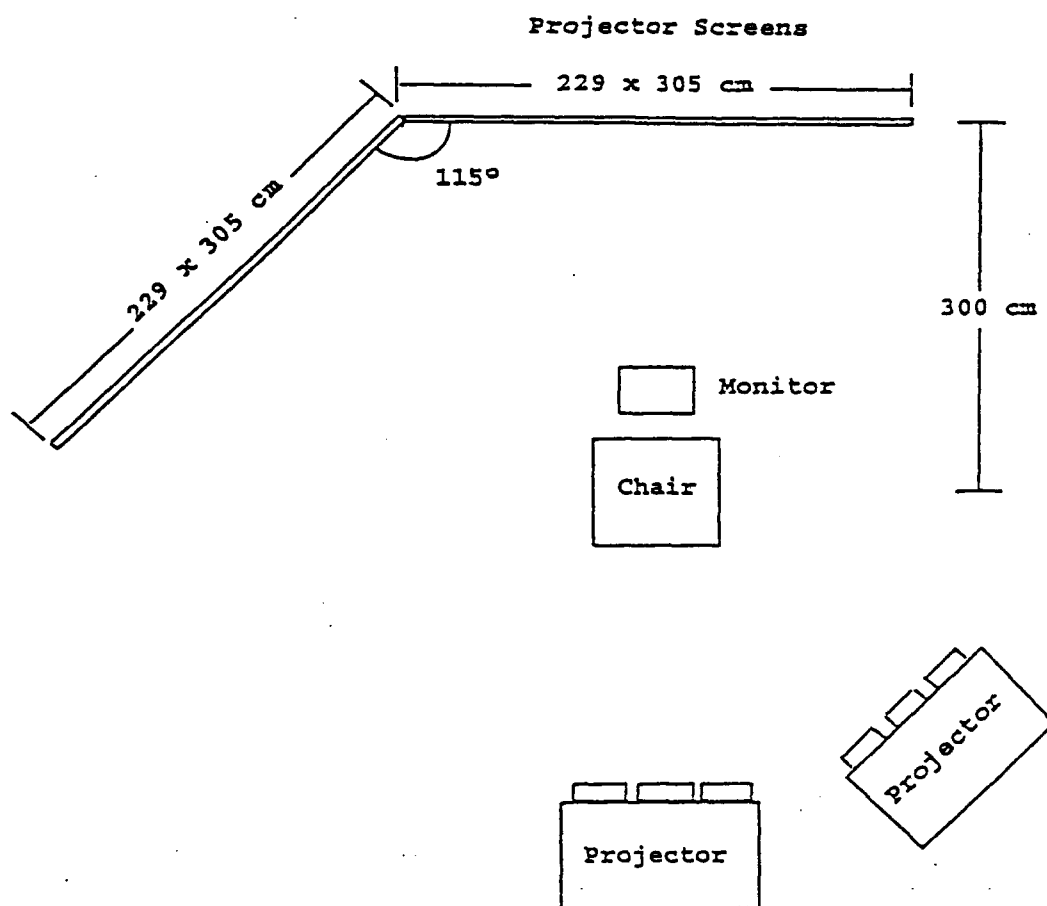 Projector Screens
229 x 305 cm
115°
229 x 305 cm
300 cm
Monitor
Chair
Projector
Projector